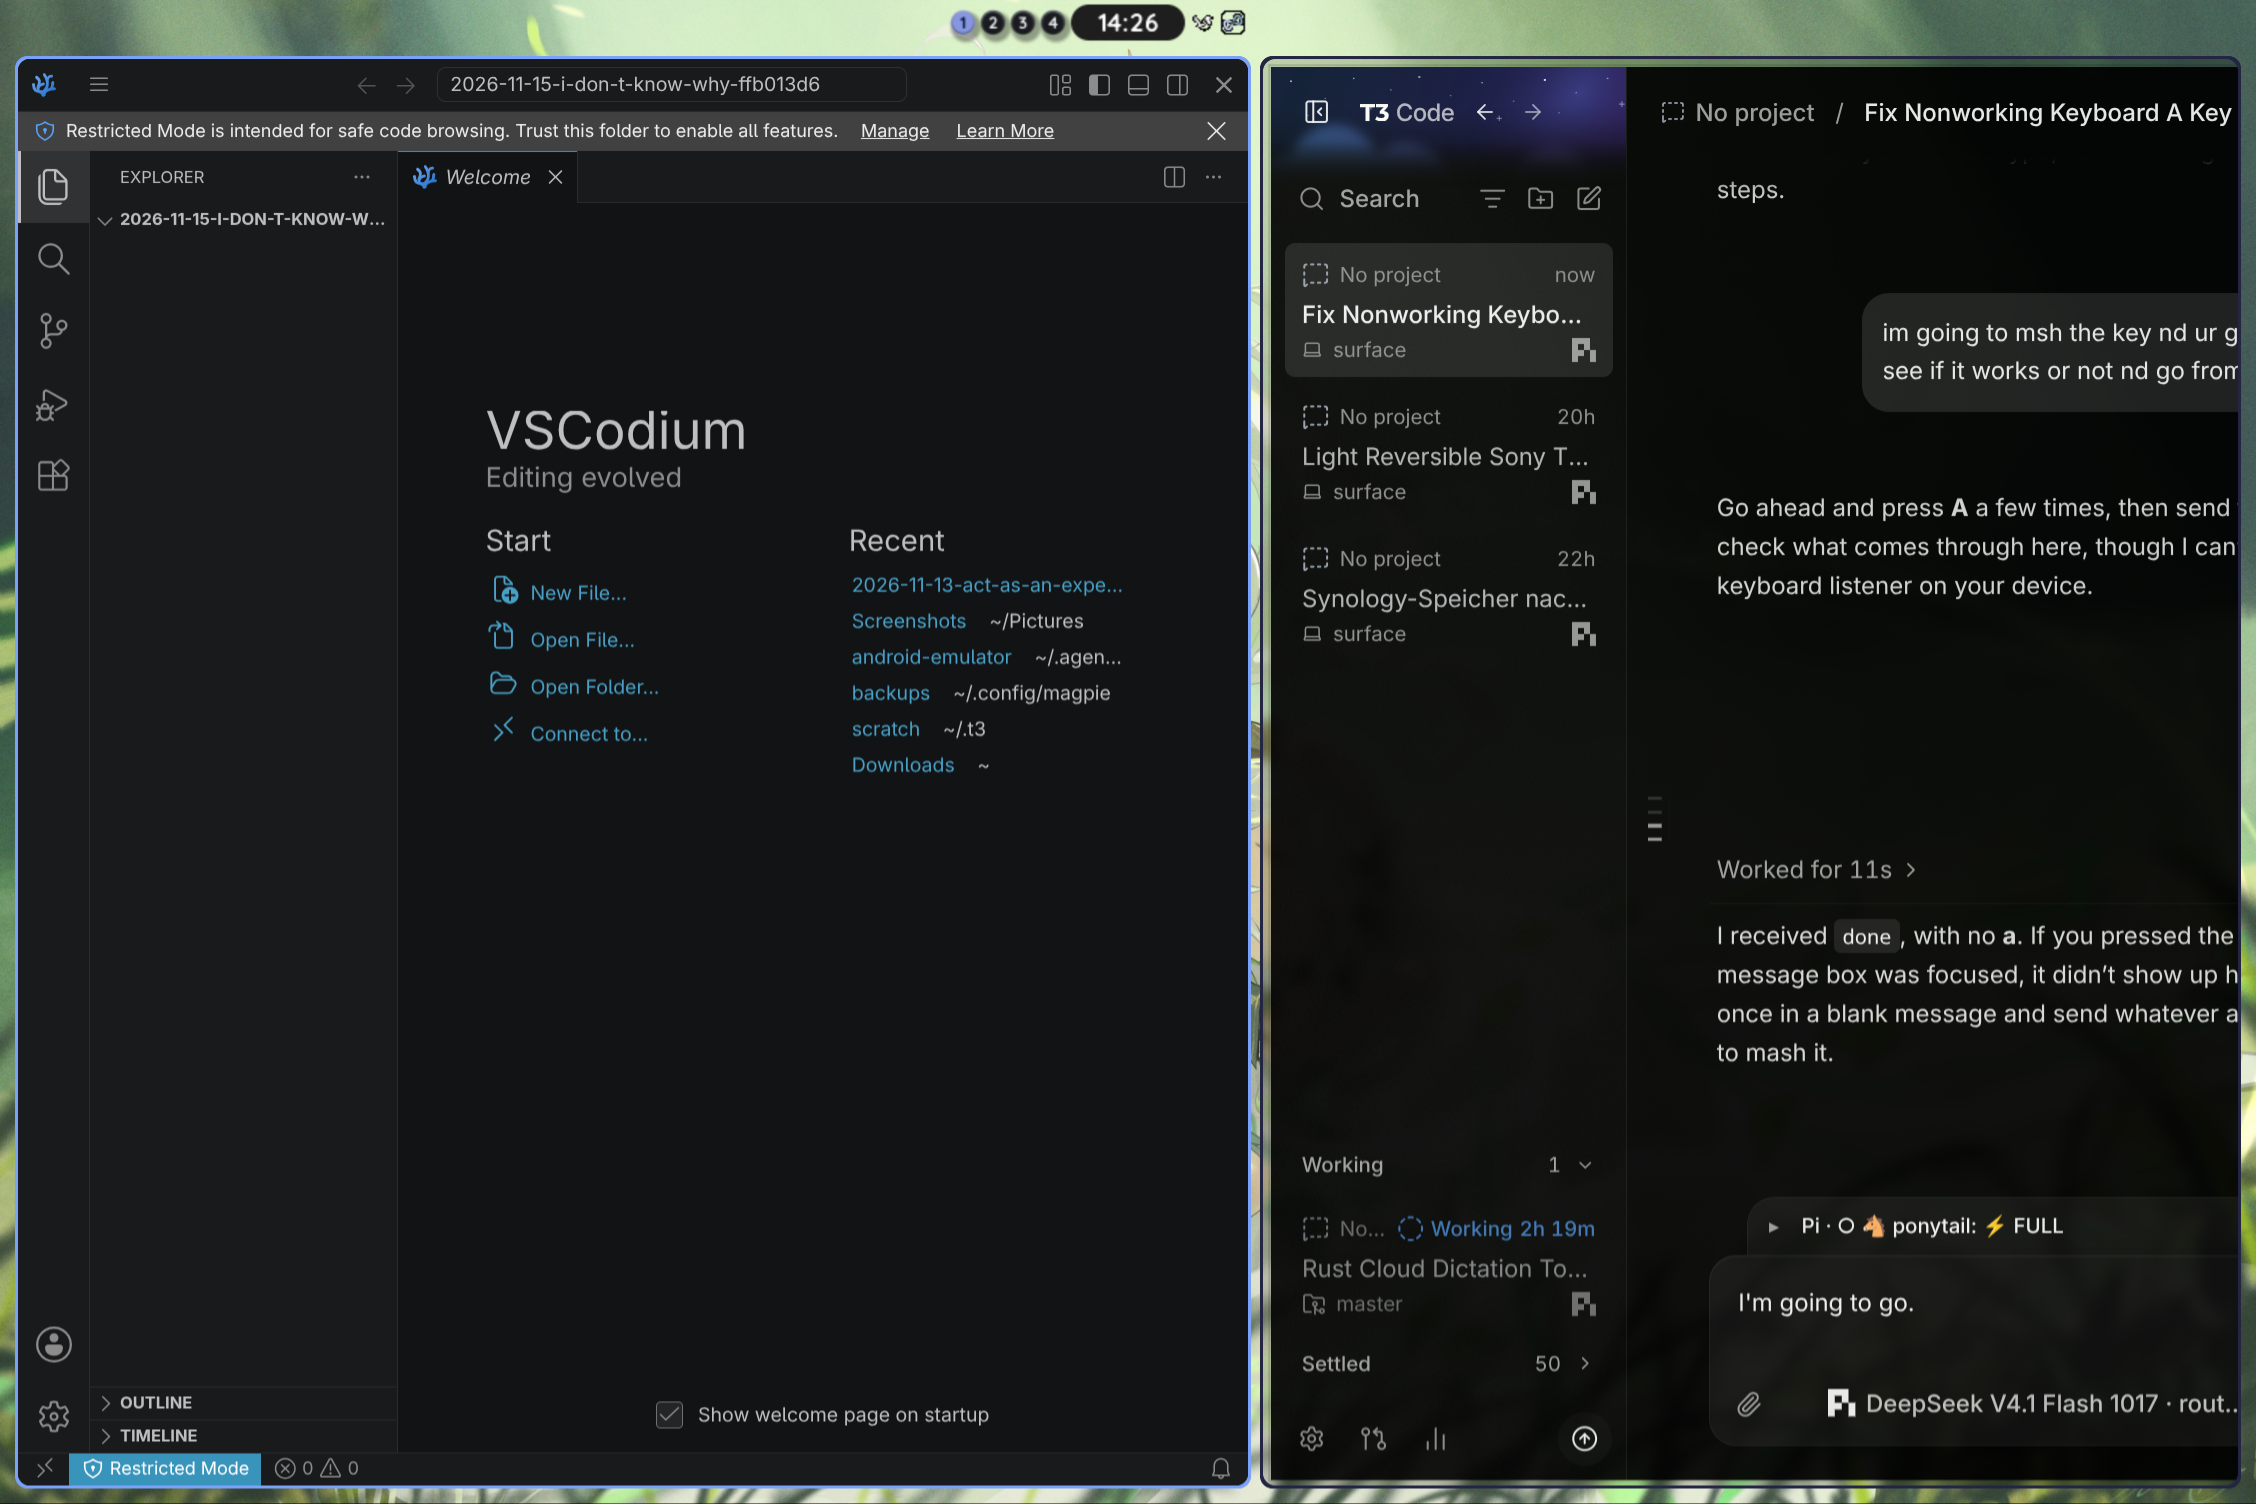 1 2 3 4 14:26
2026-11-15-i-don-t-know-why-ffb013d6
Restricted Mode is intended for safe code browsing. Trust this folder to enable all features. Manage Learn More
EXPLORER
2026-11-15-I-DON-T-KNOW-W...
Welcome
VSCodium
Editing evolved
Start
New File...
Open File...
Open Folder...
Connect to...
Recent
2026-11-13-act-as-an-expe...
Screenshots ~/Pictures
android-emulator ~/.agen...
backups ~/.config/magpie
scratch ~/.t3
Downloads ~
Show welcome page on startup
OUTLINE
TIMELINE
Restricted Mode 0 0
T3 Code
Search
No project now
Fix Nonworking Keybo...
surface
No project 20h
Light Reversible Sony T...
surface
No project 22h
Synology-Speicher nac...
surface
Working 1
No... Working 2h 19m
Rust Cloud Dictation To...
master
Settled 50
No project / Fix Nonworking Keyboard A Key
steps.
im going to msh the key nd ur g
see if it works or not nd go from
Go ahead and press A a few times, then send
check what comes through here, though I can
keyboard listener on your device.
Worked for 11s
I received done, with no a. If you pressed the
message box was focused, it didn’t show up h
once in a blank message and send whatever a
to mash it.
Pi · O 🐴 ponytail: ⚡ FULL
I'm going to go.
DeepSeek V4.1 Flash 1017 · rout...